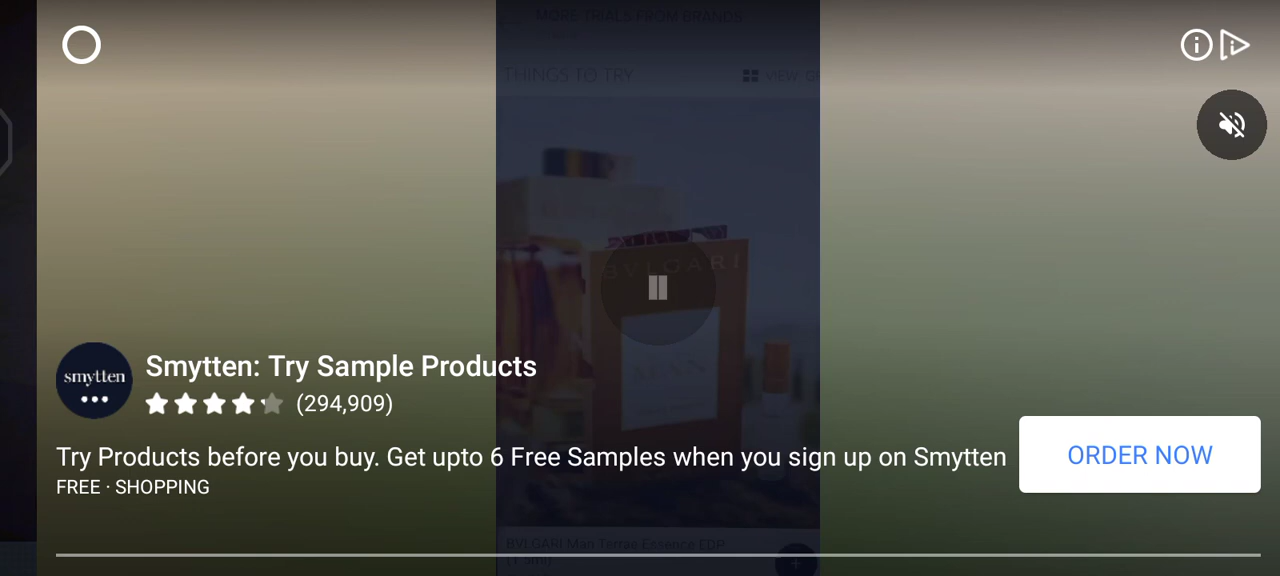 MORE TRIALS FROM BRANDS
THINGS TO TRY
VIEW
BVLGARI
MAN
smytten
Smytten: Try Sample Products
(294,909)
Try Products before you buy. Get upto 6 Free Samples when you sign up on Smytten
FREE · SHOPPING
ORDER NOW
BVLGARI Man Terrae Essence EDP